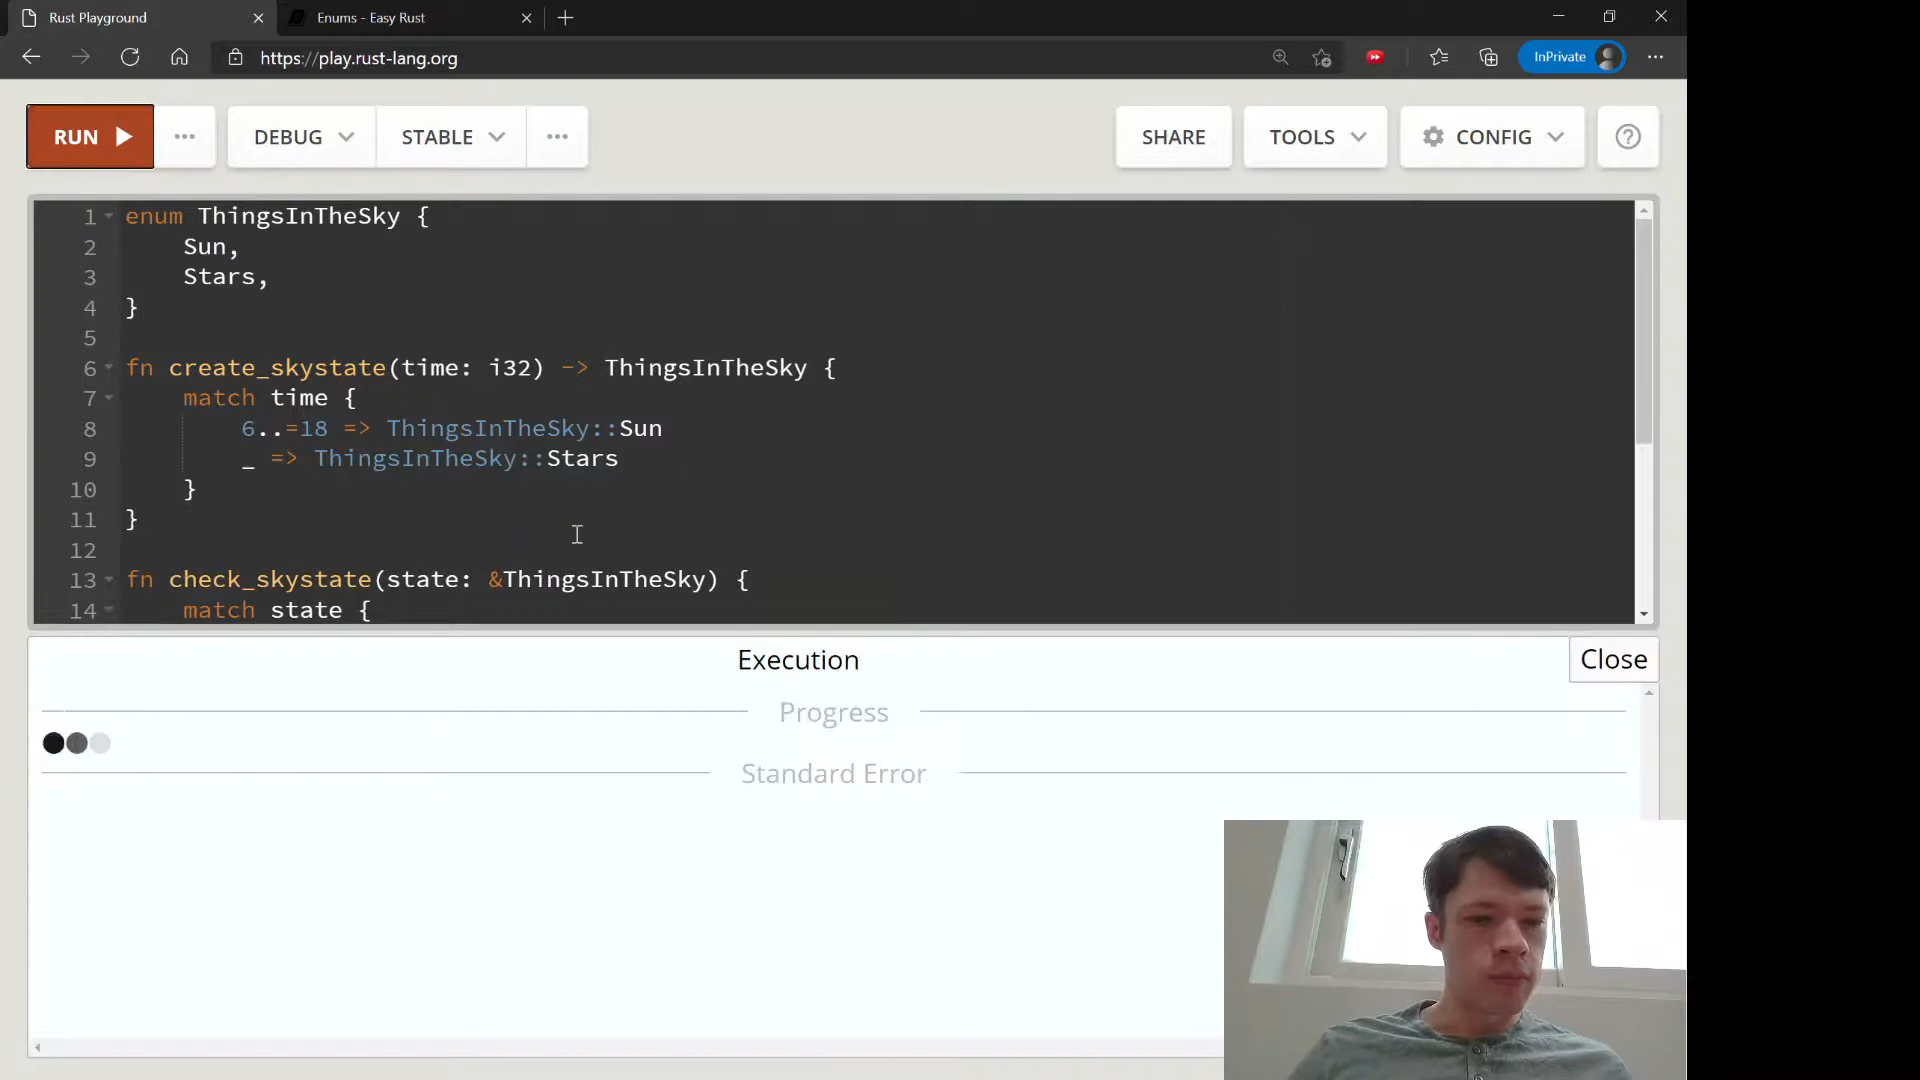 Rust Playground
Enums - Easy Rust
https://play.rust-lang.org
InPrivate
RUN
DEBUG
STABLE
SHARE
TOOLS
CONFIG
1 enum ThingsInTheSky {
2     Sun,
3     Stars,
4 }
5
6 fn create_skystate(time: i32) -> ThingsInTheSky {
7     match time {
8         6..=18 => ThingsInTheSky::Sun
9         _ => ThingsInTheSky::Stars
10     }
11 }
12
13 fn check_skystate(state: &ThingsInTheSky) {
14     match state {
Execution
Close
Progress
Standard Error